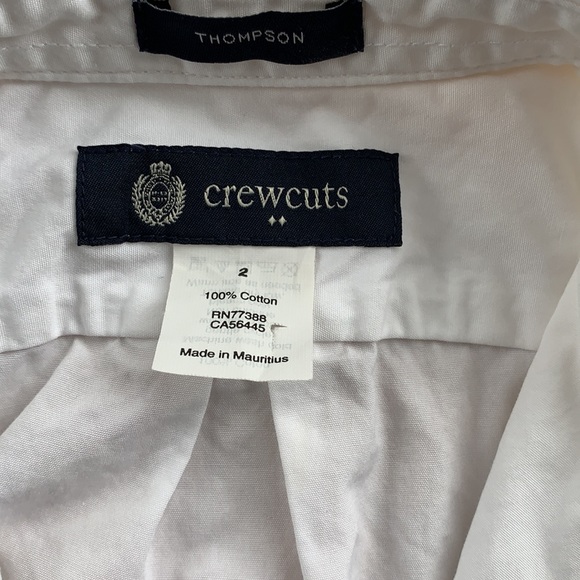 THOMPSON
crewcuts
2
100% Cotton
RN77388
CA56445
Made in Mauritius